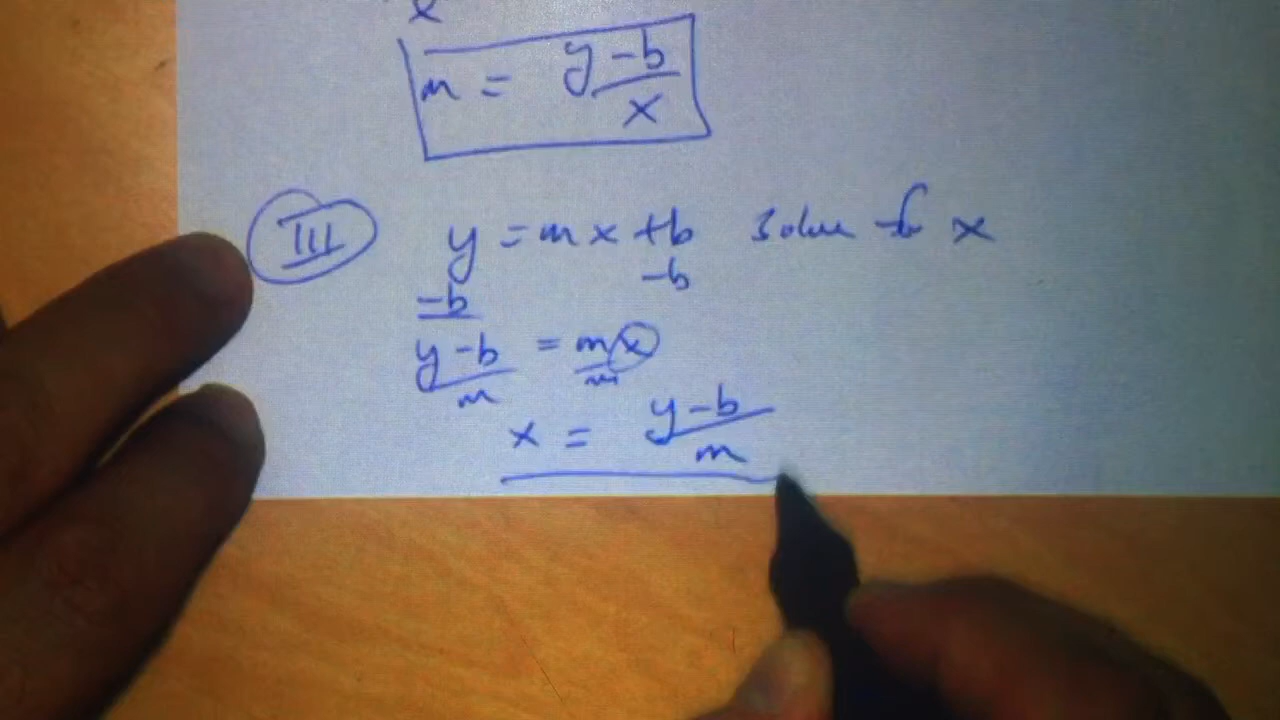 x
m = y-b / x
III y = mx + b solve for x
-b -b
y-b / m = mx / m
x = y-b / m